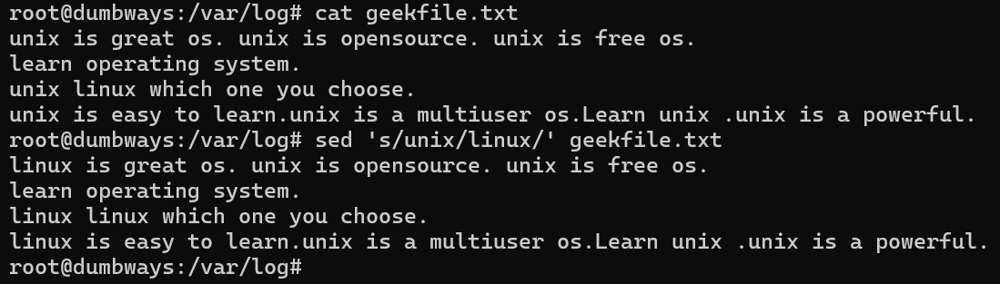 root@dumbways:/var/log# cat geekfile.txt
unix is great os. unix is opensource. unix is free os.
learn operating system.
unix linux which one you choose.
unix is easy to learn.unix is a multiuser os.Learn unix .unix is a powerful.
root@dumbways:/var/log# sed 's/unix/linux/' geekfile.txt
linux is great os. unix is opensource. unix is free os.
learn operating system.
linux linux which one you choose.
linux is easy to learn.unix is a multiuser os.Learn unix .unix is a powerful.
root@dumbways:/var/log#